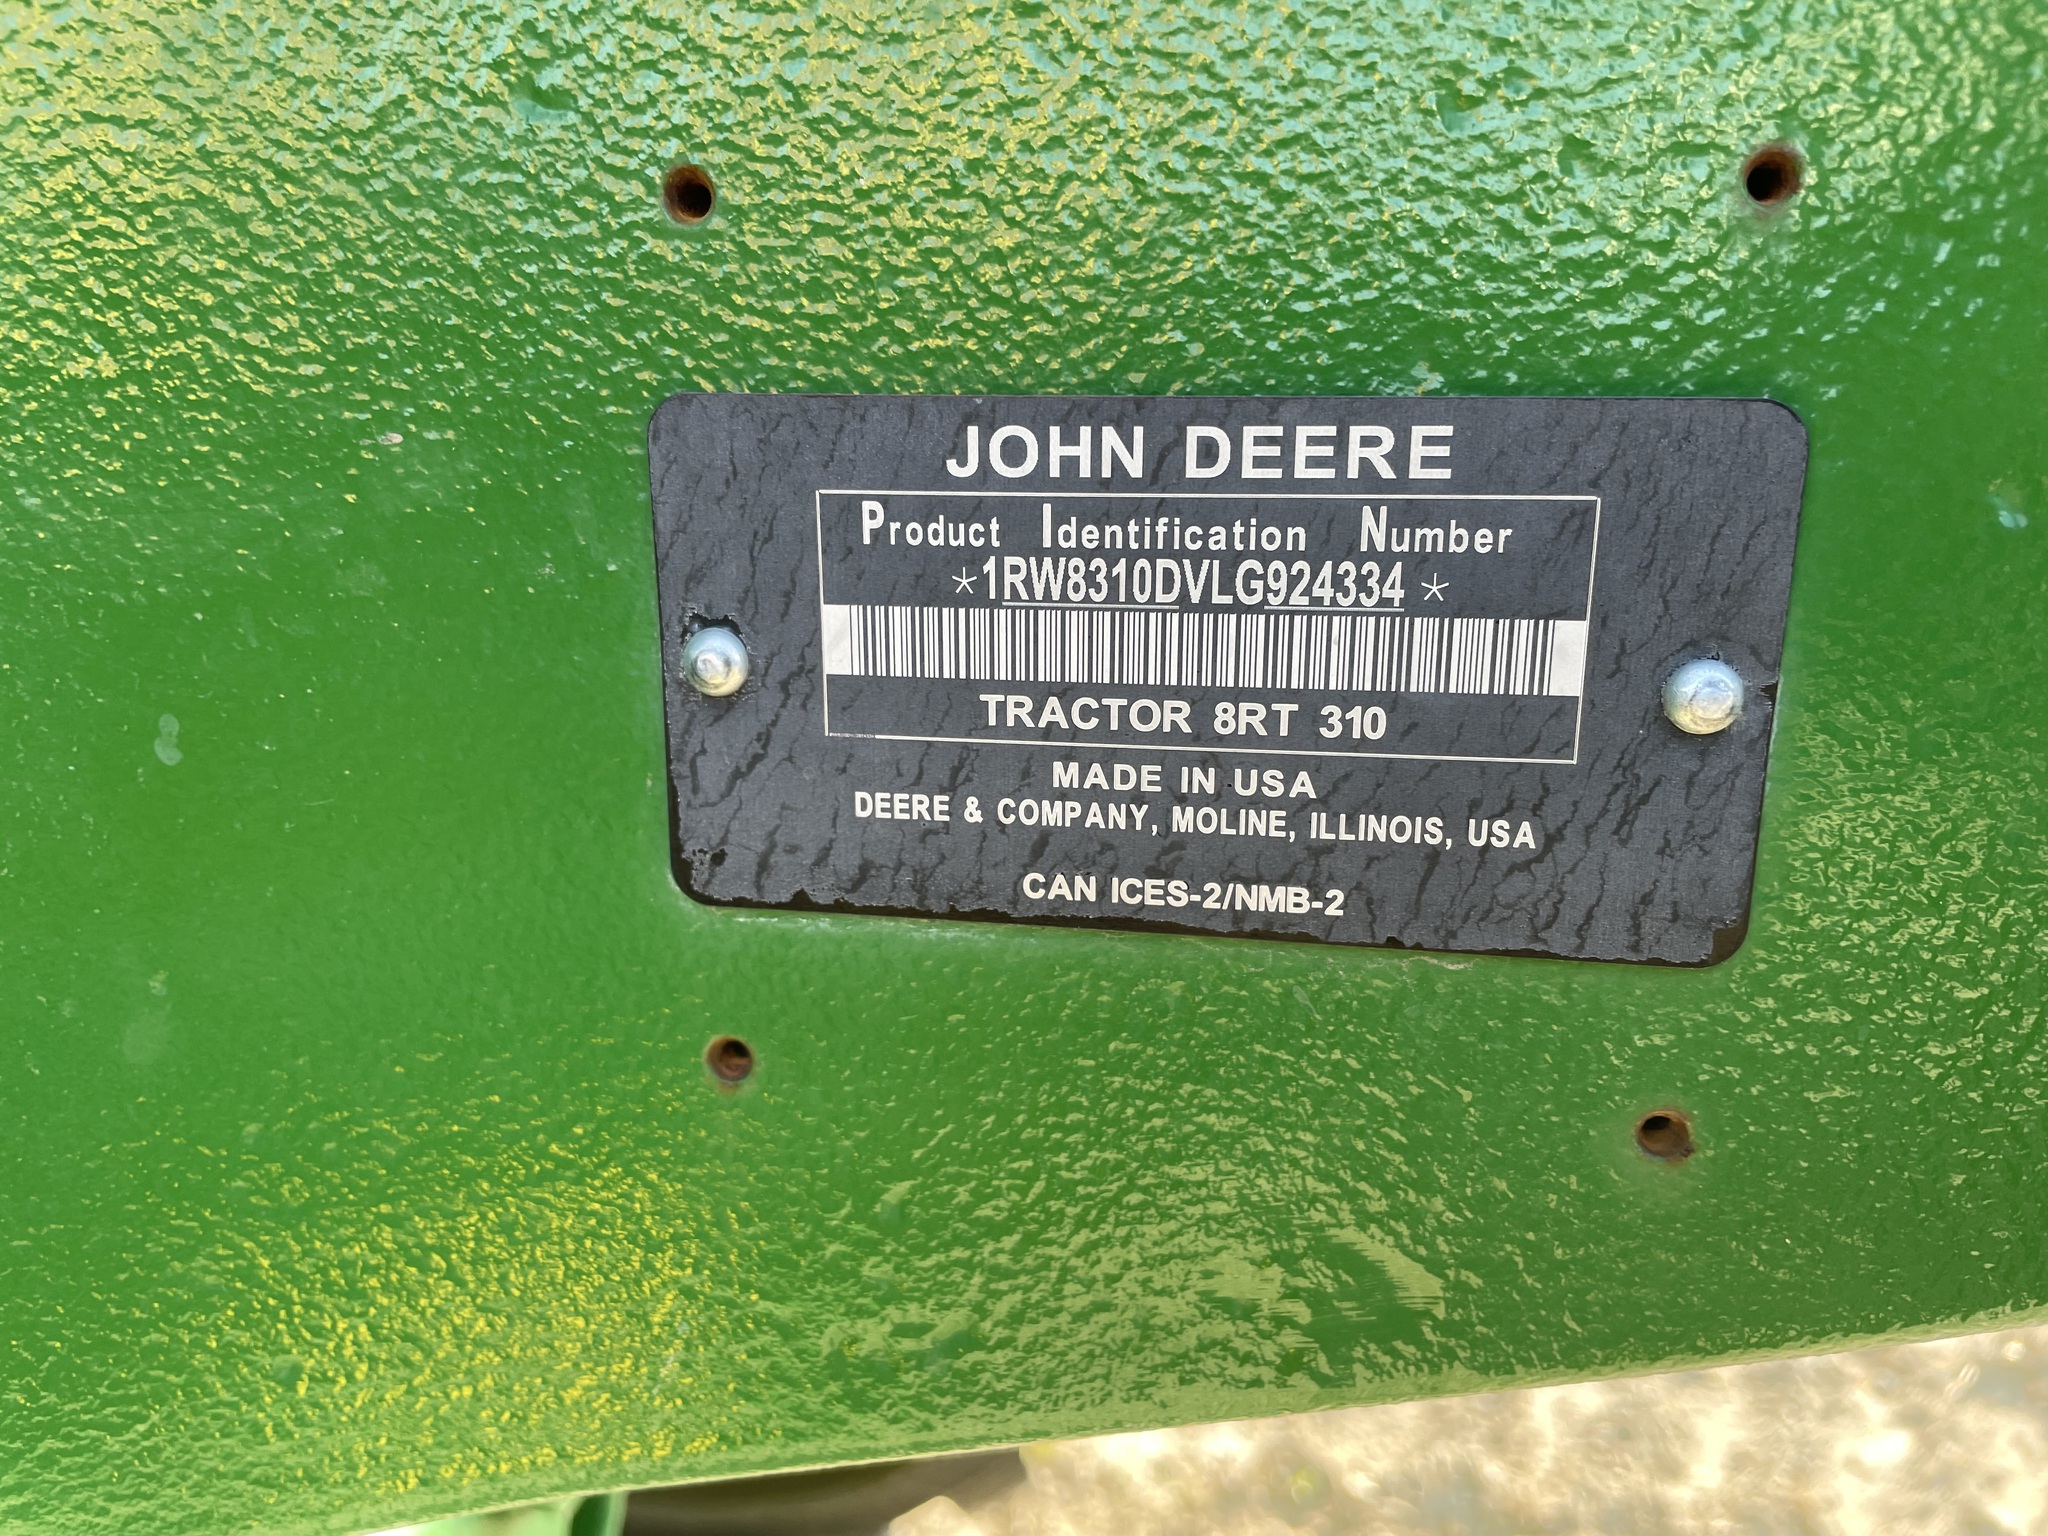 JOHN DEERE
Product Identification Number
*1RW8310DVLG924334*
TRACTOR 8RT 310
MADE IN USA
DEERE & COMPANY, MOLINE, ILLINOIS, USA
CAN ICES-2/NMB-2